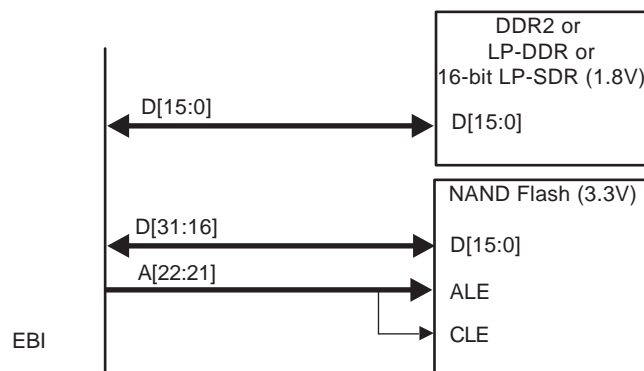 DDR2 or
LP-DDR or
16-bit LP-SDR (1.8V)
D[15:0]
D[15:0]
NAND Flash (3.3V)
D[31:16]
D[15:0]
A[22:21]
ALE
CLE
EBI